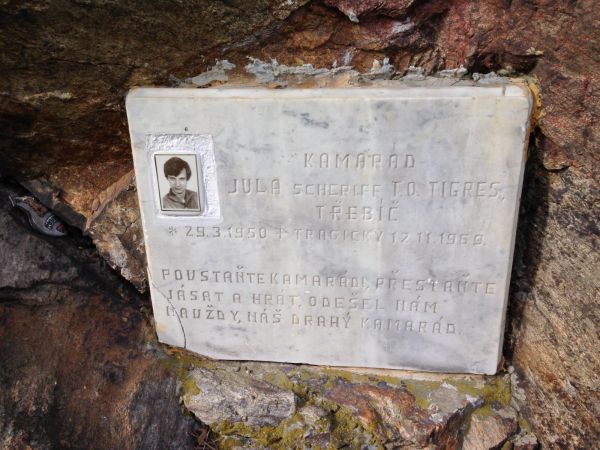 KAMARÁD
JULA SCHERIFF T.O. TIGRES,
TŘEBÍČ
* 29.3.1950 + TRAGICKY 12.11.1969
POVSTAŇTE KAMARÁDI, PŘESTAŇTE
JÁSAT A HRÁT, ODEŠEL NÁM
NAVŽDY, NÁŠ DRAHÝ KAMARÁD.